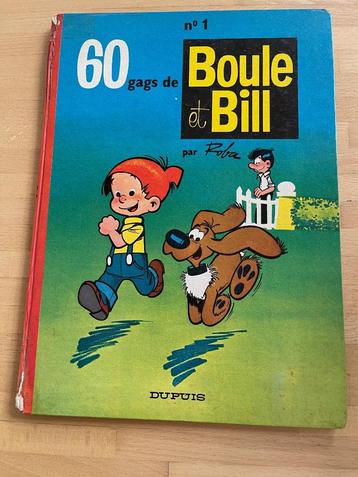 nº 1
60 gags de Boule
et Bill
par Roba
DUPUIS